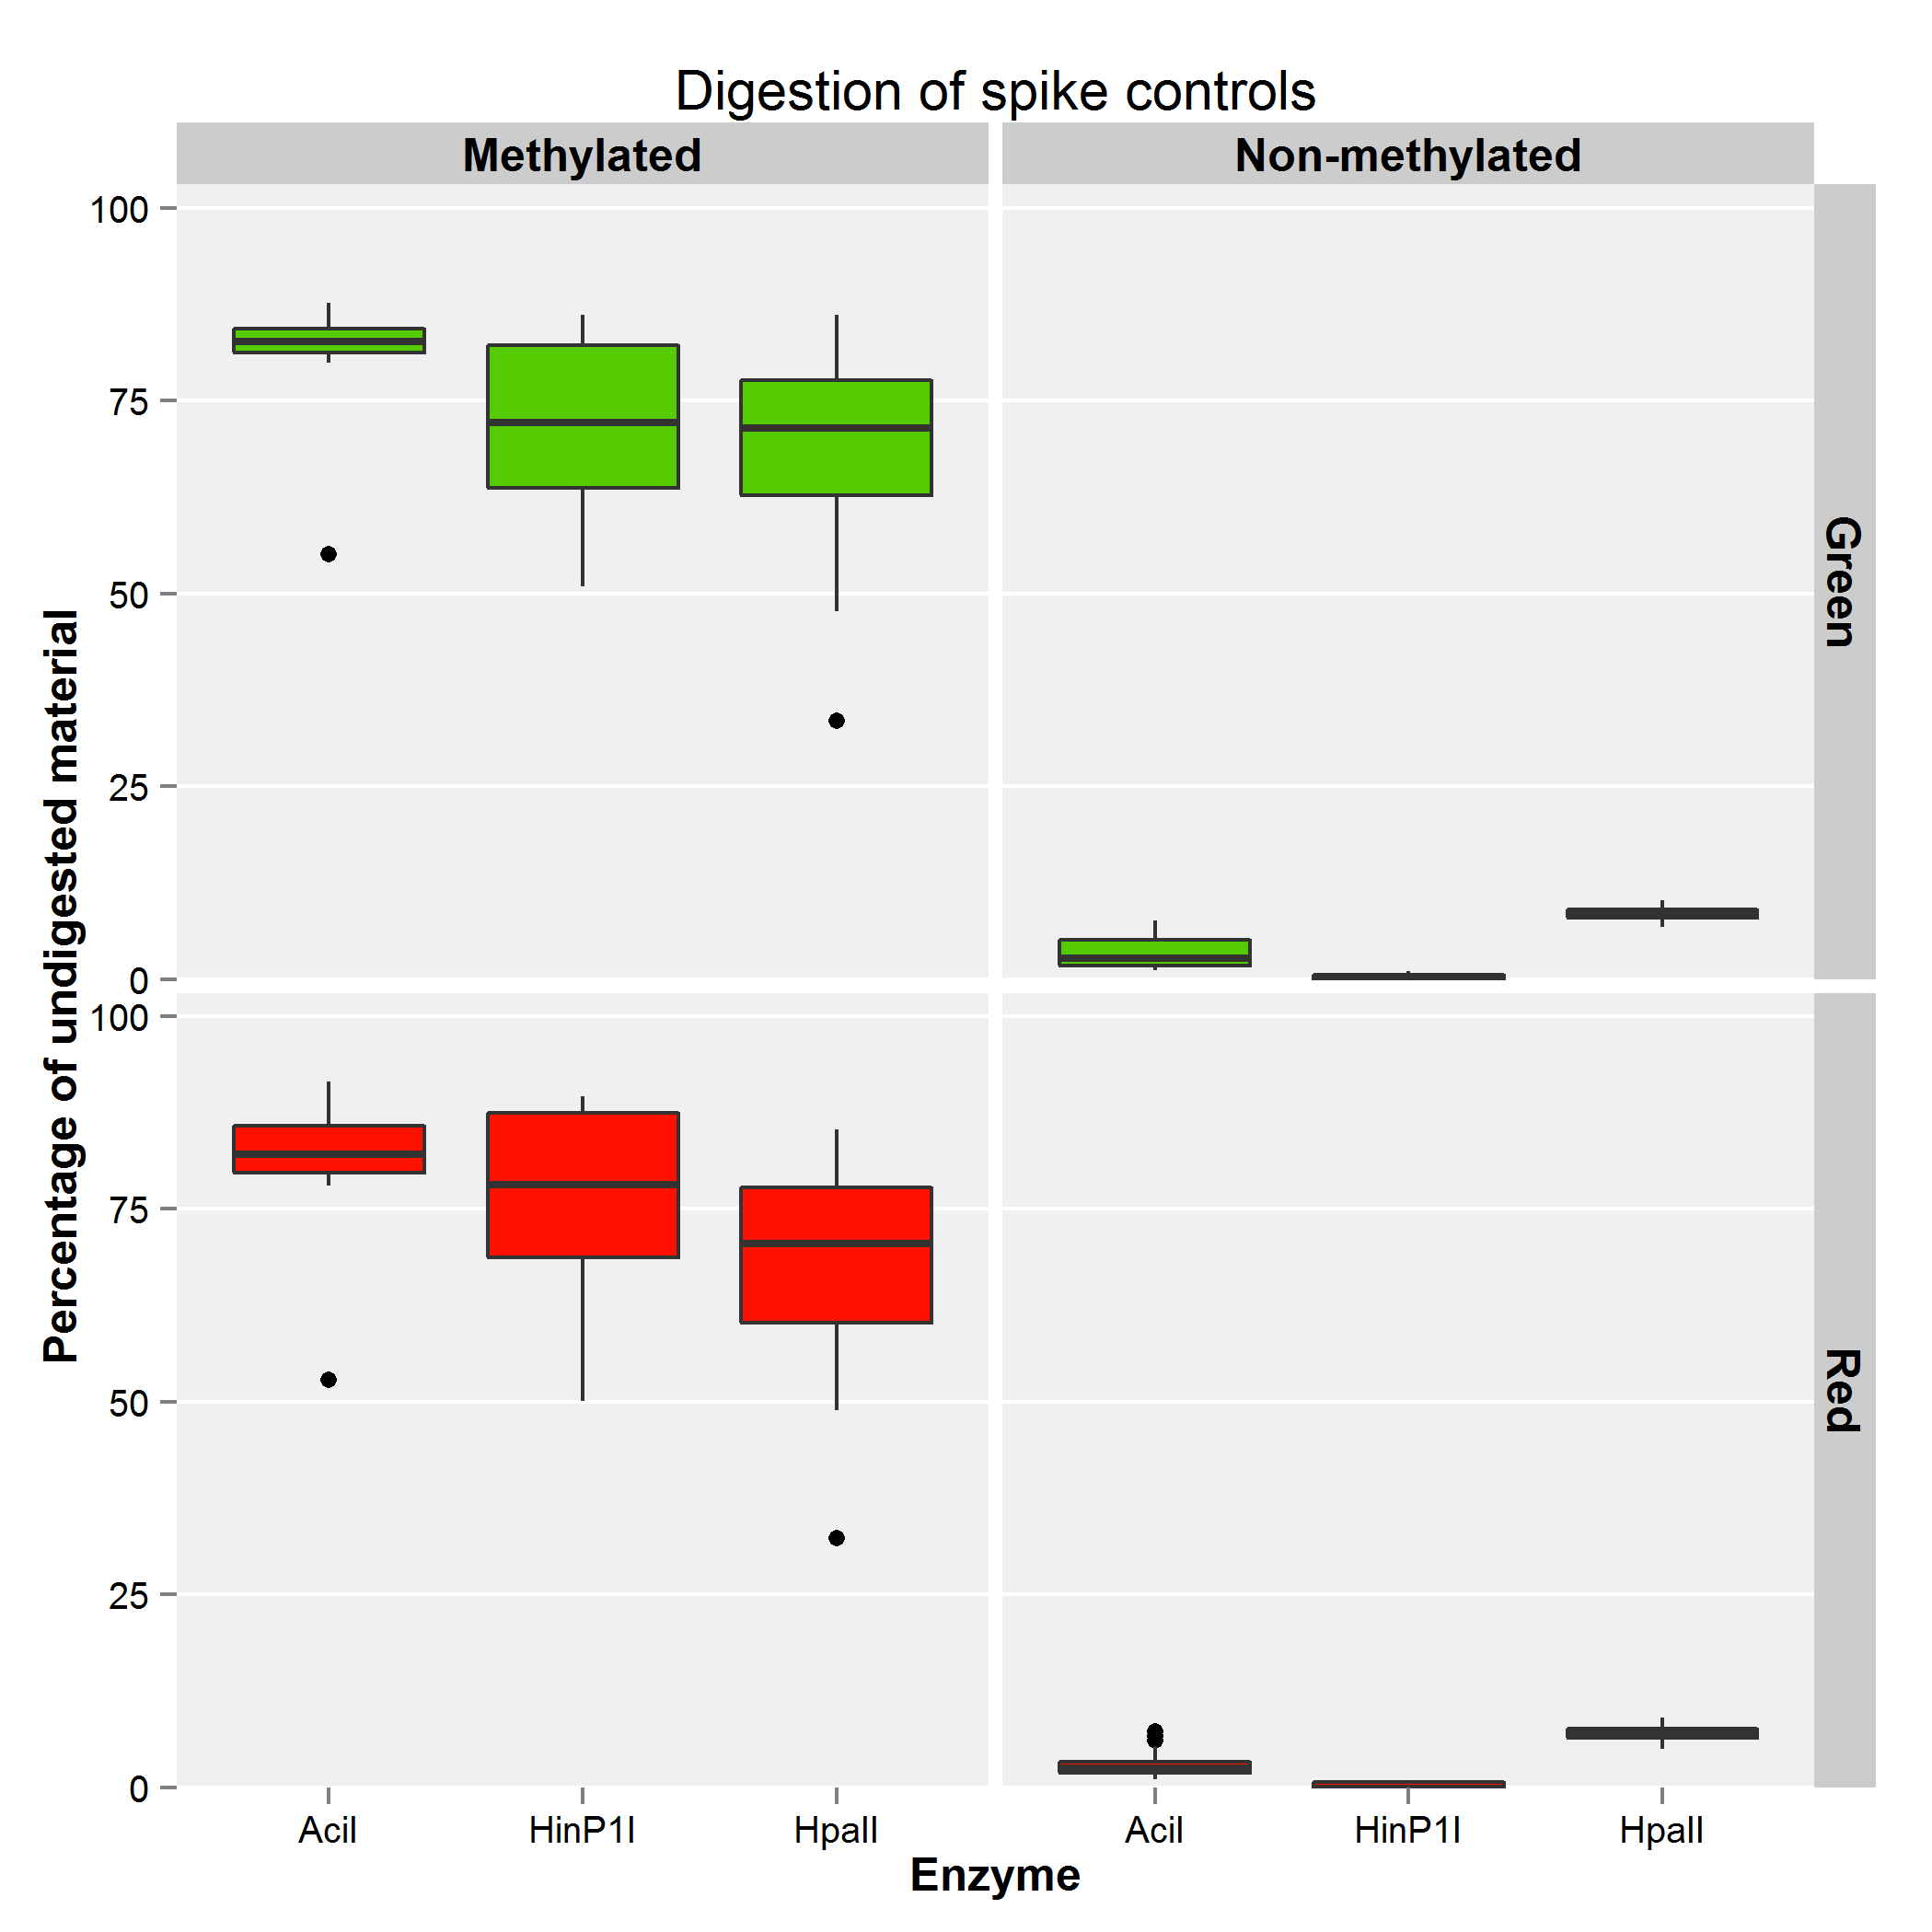 Digestion of spike controls
Methylated
Non-methylated
Percentage of undigested material
100
75
50
25
0
Green
100
75
50
25
0
Red
AciI
HinP1I
HpaII
AciI
HinP1I
HpaII
Enzyme